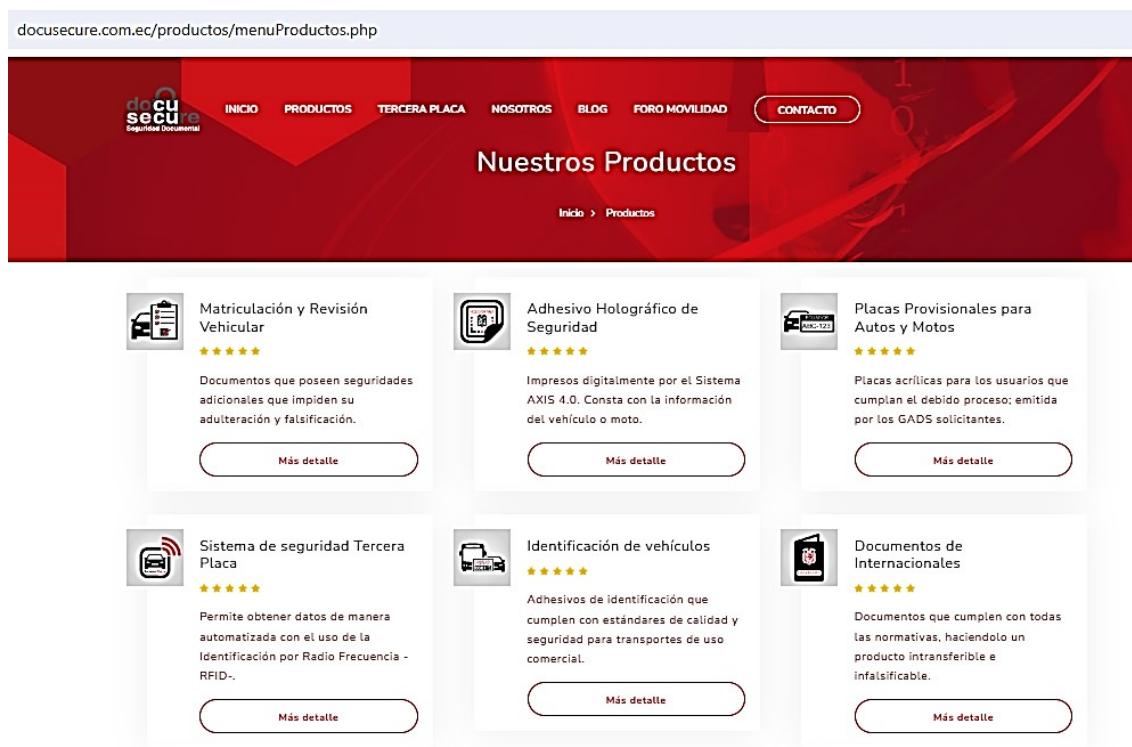 docusecure.com.ec/productos/menuProductos.php
docu
secure
Seguridad Documental
INICIO PRODUCTOS TERCERA PLACA NOSOTROS BLOG FORO MOVILIDAD CONTACTO
Nuestros Productos
Inicio > Productos
Matriculación y Revisión
Vehicular
Documentos que poseen seguridades
adicionales que impiden su
adulteración y falsificación.
Más detalle
Adhesivo Holográfico de
Seguridad
Impresos digitalmente por el Sistema
AXIS 4.0. Consta con la información
del vehículo o moto.
Más detalle
ECUADOR
ABC-123
Placas Provisionales para
Autos y Motos
Placas acrílicas para los usuarios que
cumplan el debido proceso; emitida
por los GADS solicitantes.
Más detalle
Sistema de seguridad Tercera
Placa
Permite obtener datos de manera
automatizada con el uso de la
Identificación por Radio Frecuencia -
RFID-.
Más detalle
Identificación de vehículos
Adhesivos de identificación que
cumplen con estándares de calidad y
seguridad para transportes de uso
comercial.
Más detalle
Documentos de
Internacionales
Documentos que cumplen con todas
las normativas, haciendolo un
producto intransferible e
infalsificable.
Más detalle